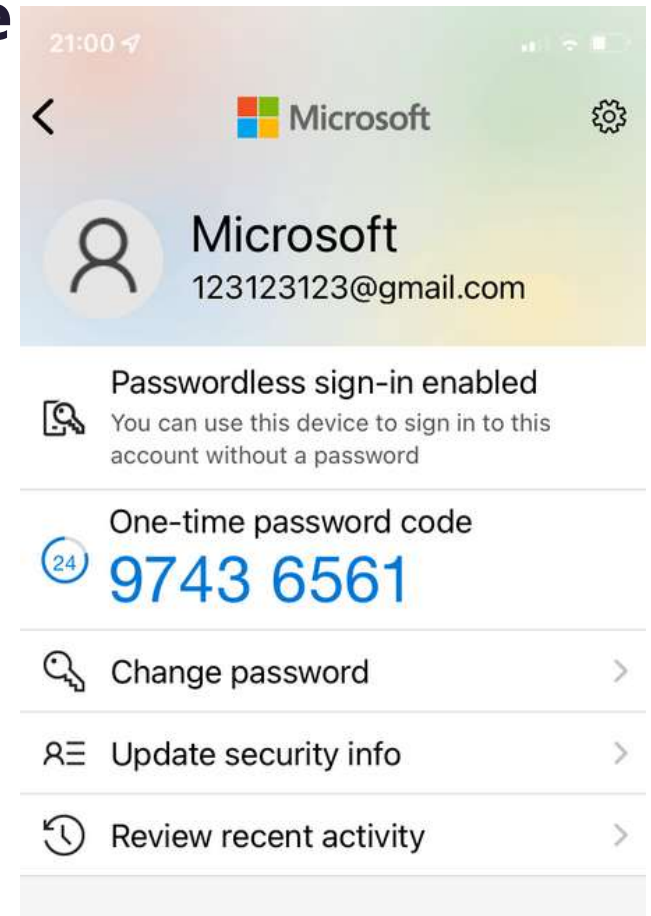 e
21:00
Microsoft
Microsoft
123123123@gmail.com
Passwordless sign-in enabled
You can use this device to sign in to this
account without a password
One-time password code
24
9743 6561
Change password
Update security info
Review recent activity